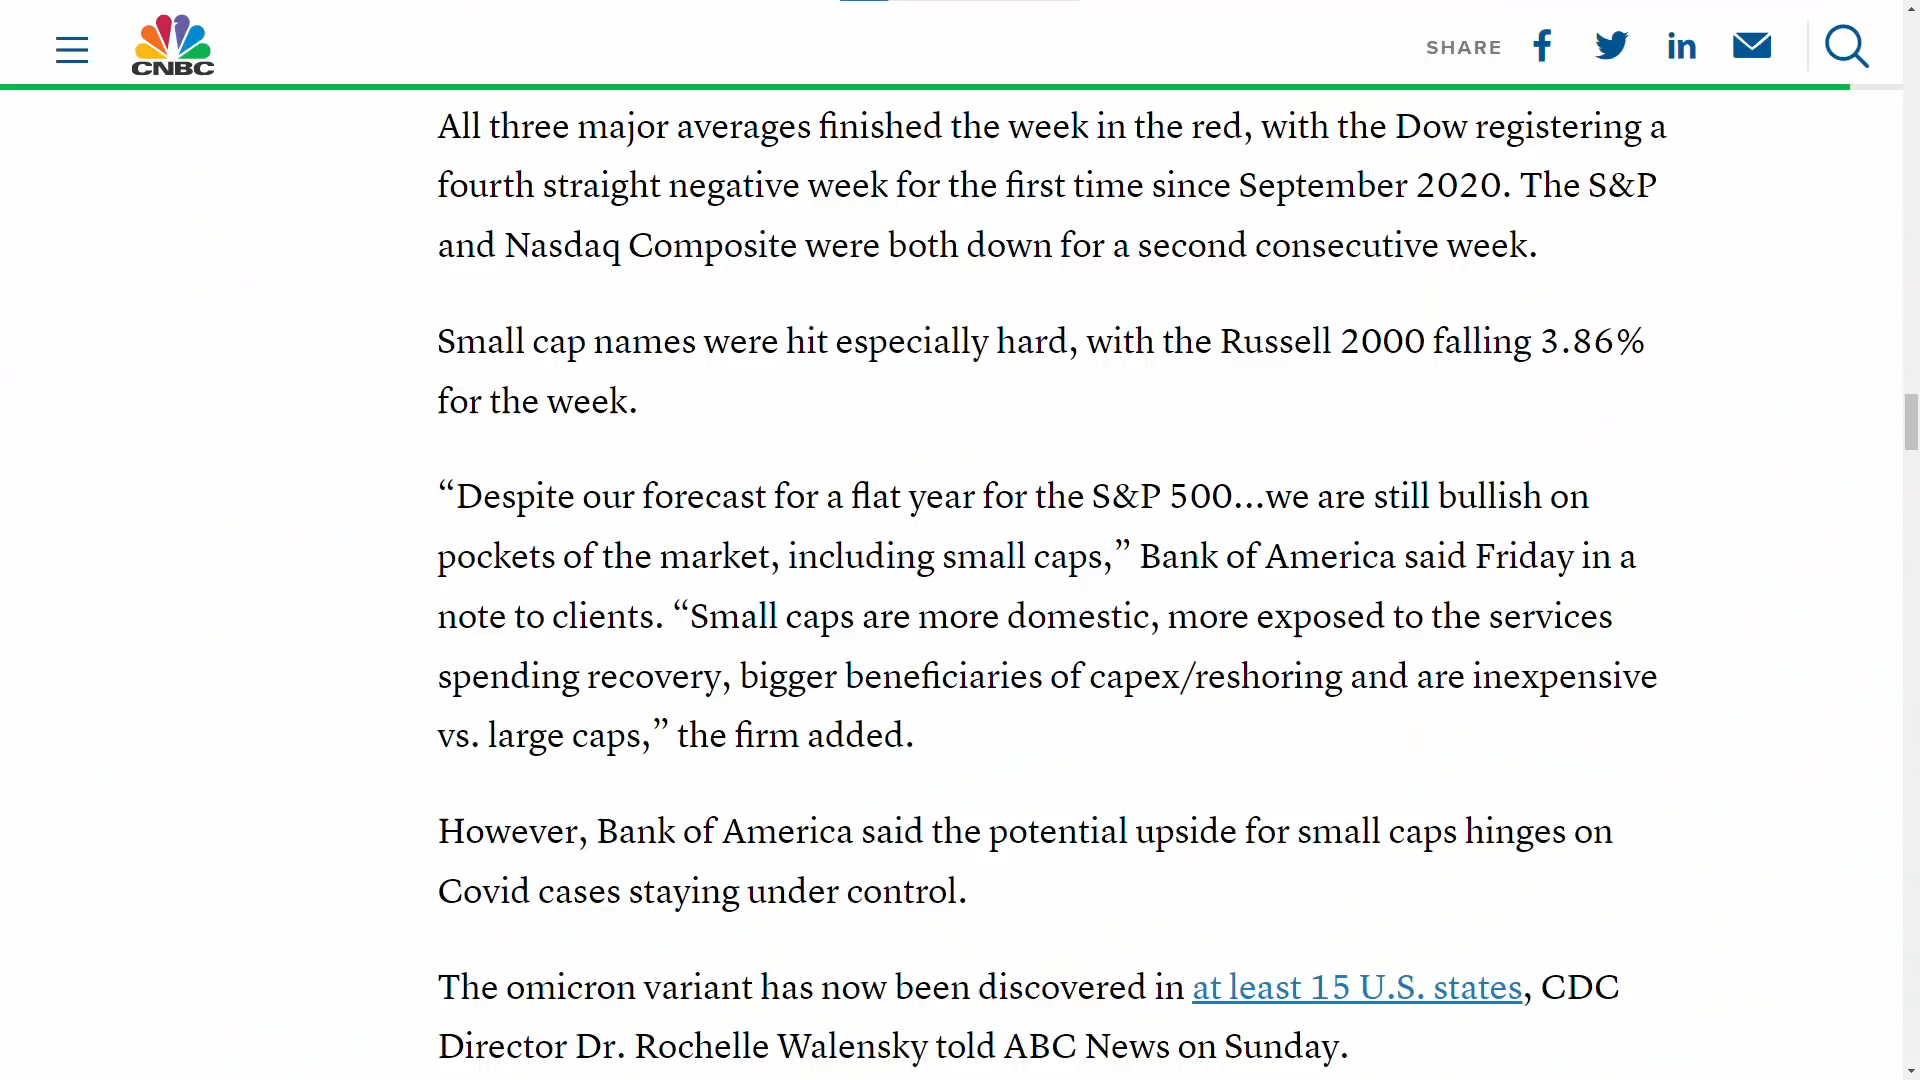 CNBC
SHARE
All three major averages finished the week in the red, with the Dow registering a
fourth straight negative week for the first time since September 2020. The S&P
and Nasdaq Composite were both down for a second consecutive week.
Small cap names were hit especially hard, with the Russell 2000 falling 3.86%
for the week.
“Despite our forecast for a flat year for the S&P 500...we are still bullish on
pockets of the market, including small caps,” Bank of America said Friday in a
note to clients. “Small caps are more domestic, more exposed to the services
spending recovery, bigger beneficiaries of capex/reshoring and are inexpensive
vs. large caps,” the firm added.
However, Bank of America said the potential upside for small caps hinges on
Covid cases staying under control.
The omicron variant has now been discovered in at least 15 U.S. states, CDC
Director Dr. Rochelle Walensky told ABC News on Sunday.